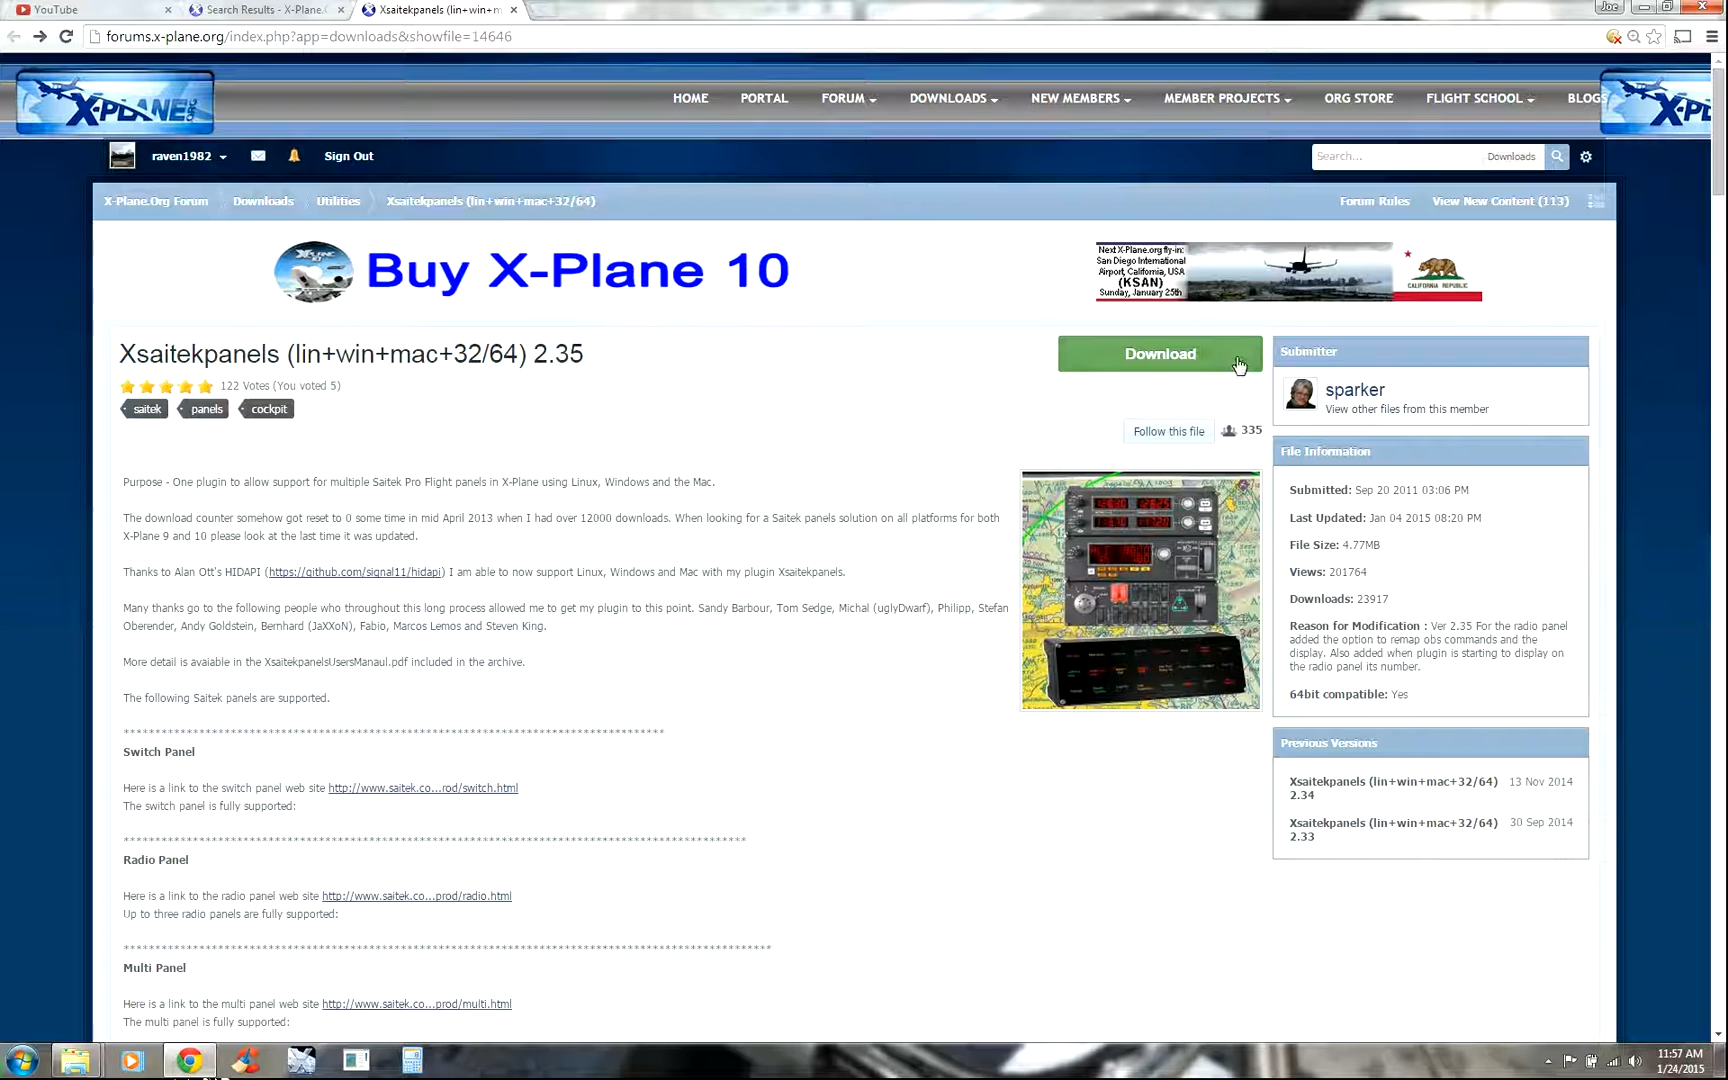 YouTube
Search Results - X-Plane.O
Xsaitekpanels (lin+win+m
Joe
forums.x-plane.org/index.php?app=downloads&showfile=14646
X-PLANE.ORG
HOME PORTAL FORUM DOWNLOADS NEW MEMBERS MEMBER PROJECTS ORG STORE FLIGHT SCHOOL BLOGS
raven1982 Sign Out
Search... Downloads
X-Plane.Org Forum Downloads Utilities Xsaitekpanels (lin+win+mac+32/64)
Forum Rules View New Content (113)
Buy X-Plane 10
Next X-Plane.org fly-in:
San Diego International
Airport, California, USA
(KSAN)
Sunday, January 25th
CALIFORNIA REPUBLIC
Xsaitekpanels (lin+win+mac+32/64) 2.35
Download
122 Votes (You voted 5)
saitek panels cockpit
Follow this file 335
Purpose - One plugin to allow support for multiple Saitek Pro Flight panels in X-Plane using Linux, Windows and the Mac.
The download counter somehow got reset to 0 some time in mid April 2013 when I had over 12000 downloads. When looking for a Saitek panels solution on all platforms for both
X-Plane 9 and 10 please look at the last time it was updated.
Thanks to Alan Ott's HIDAPI (https://github.com/signal11/hidapi) I am able to now support Linux, Windows and Mac with my plugin Xsaitekpanels.
Many thanks go to the following people who throughout this long process allowed me to get my plugin to this point. Sandy Barbour, Tom Sedge, Michal (uglyDwarf), Philipp, Stefan
Oberender, Andy Goldstein, Bernhard (JaXXoN), Fabio, Marcos Lemos and Steven King.
More detail is avaiable in the XsaitekpanelsUsersManaul.pdf included in the archive.
The following Saitek panels are supported.
******************************************************************************************
Switch Panel
Here is a link to the switch panel web site http://www.saitek.co...rod/switch.html
The switch panel is fully supported:
********************************************************************************************************
Radio Panel
Here is a link to the radio panel web site http://www.saitek.co...prod/radio.html
Up to three radio panels are fully supported:
************************************************************************************************************
Multi Panel
Here is a link to the multi panel web site http://www.saitek.co...prod/multi.html
The multi panel is fully supported:
Submitter
sparker
View other files from this member
File Information
Submitted: Sep 20 2011 03:06 PM
Last Updated: Jan 04 2015 08:20 PM
File Size: 4.77MB
Views: 201764
Downloads: 23917
Reason for Modification : Ver 2.35 For the radio panel
added the option to remap obs commands and the
display. Also added when plugin is starting to display on
the radio panel its number.
64bit compatible: Yes
Previous Versions
Xsaitekpanels (lin+win+mac+32/64) 13 Nov 2014
2.34
Xsaitekpanels (lin+win+mac+32/64) 30 Sep 2014
2.33
11:57 AM
1/24/2015